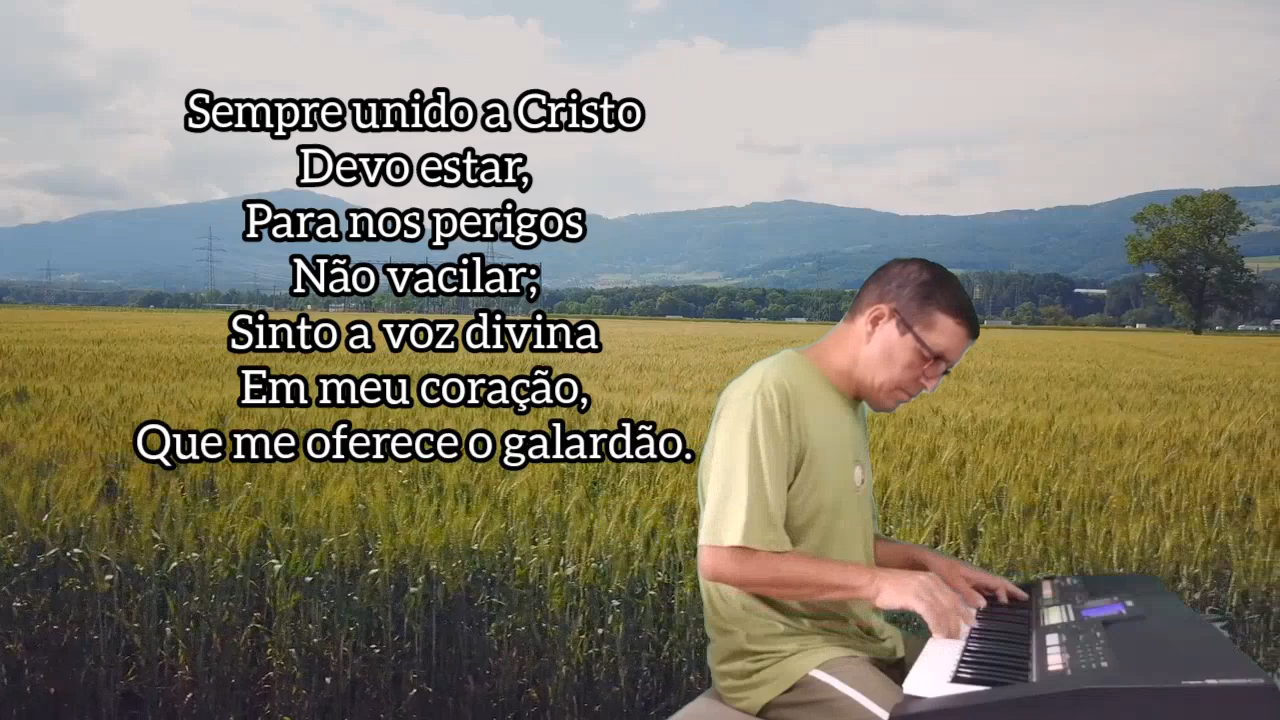 Sempre unido a Cristo
Devo estar,
Para nos perigos
Não vacilar;
Sinto a voz divina
Em meu coração,
Que me oferece o galardão.